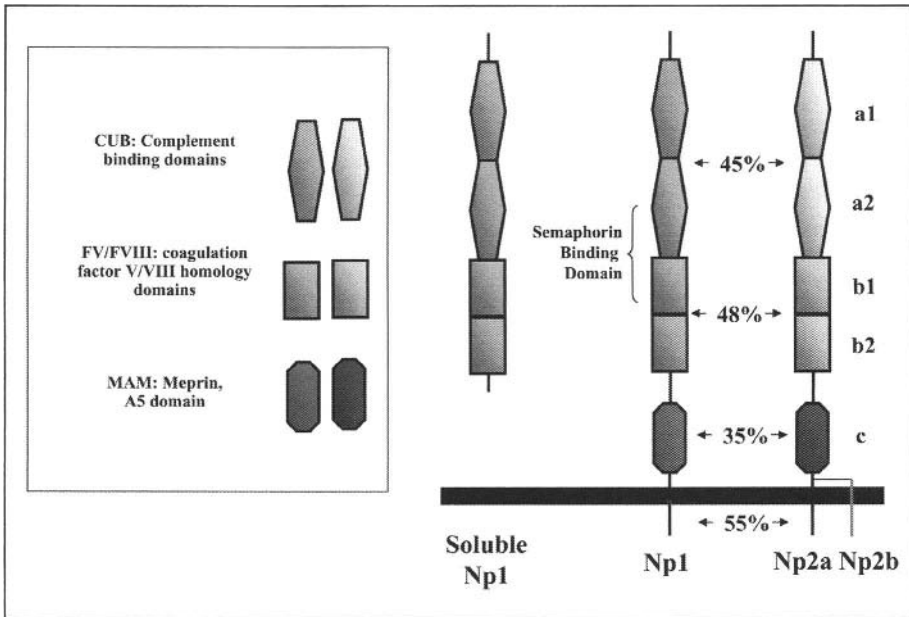 CUB: Complement
binding domains
FV/FVIII: coagulation
factor V/VIII homology
domains
MAM: Meprin,
A5 domain
a1
45%
a2
Semaphorin
Binding
Domain
b1
48%
b2
35%
c
55%
Soluble
Np1
Np1
Np2a Np2b